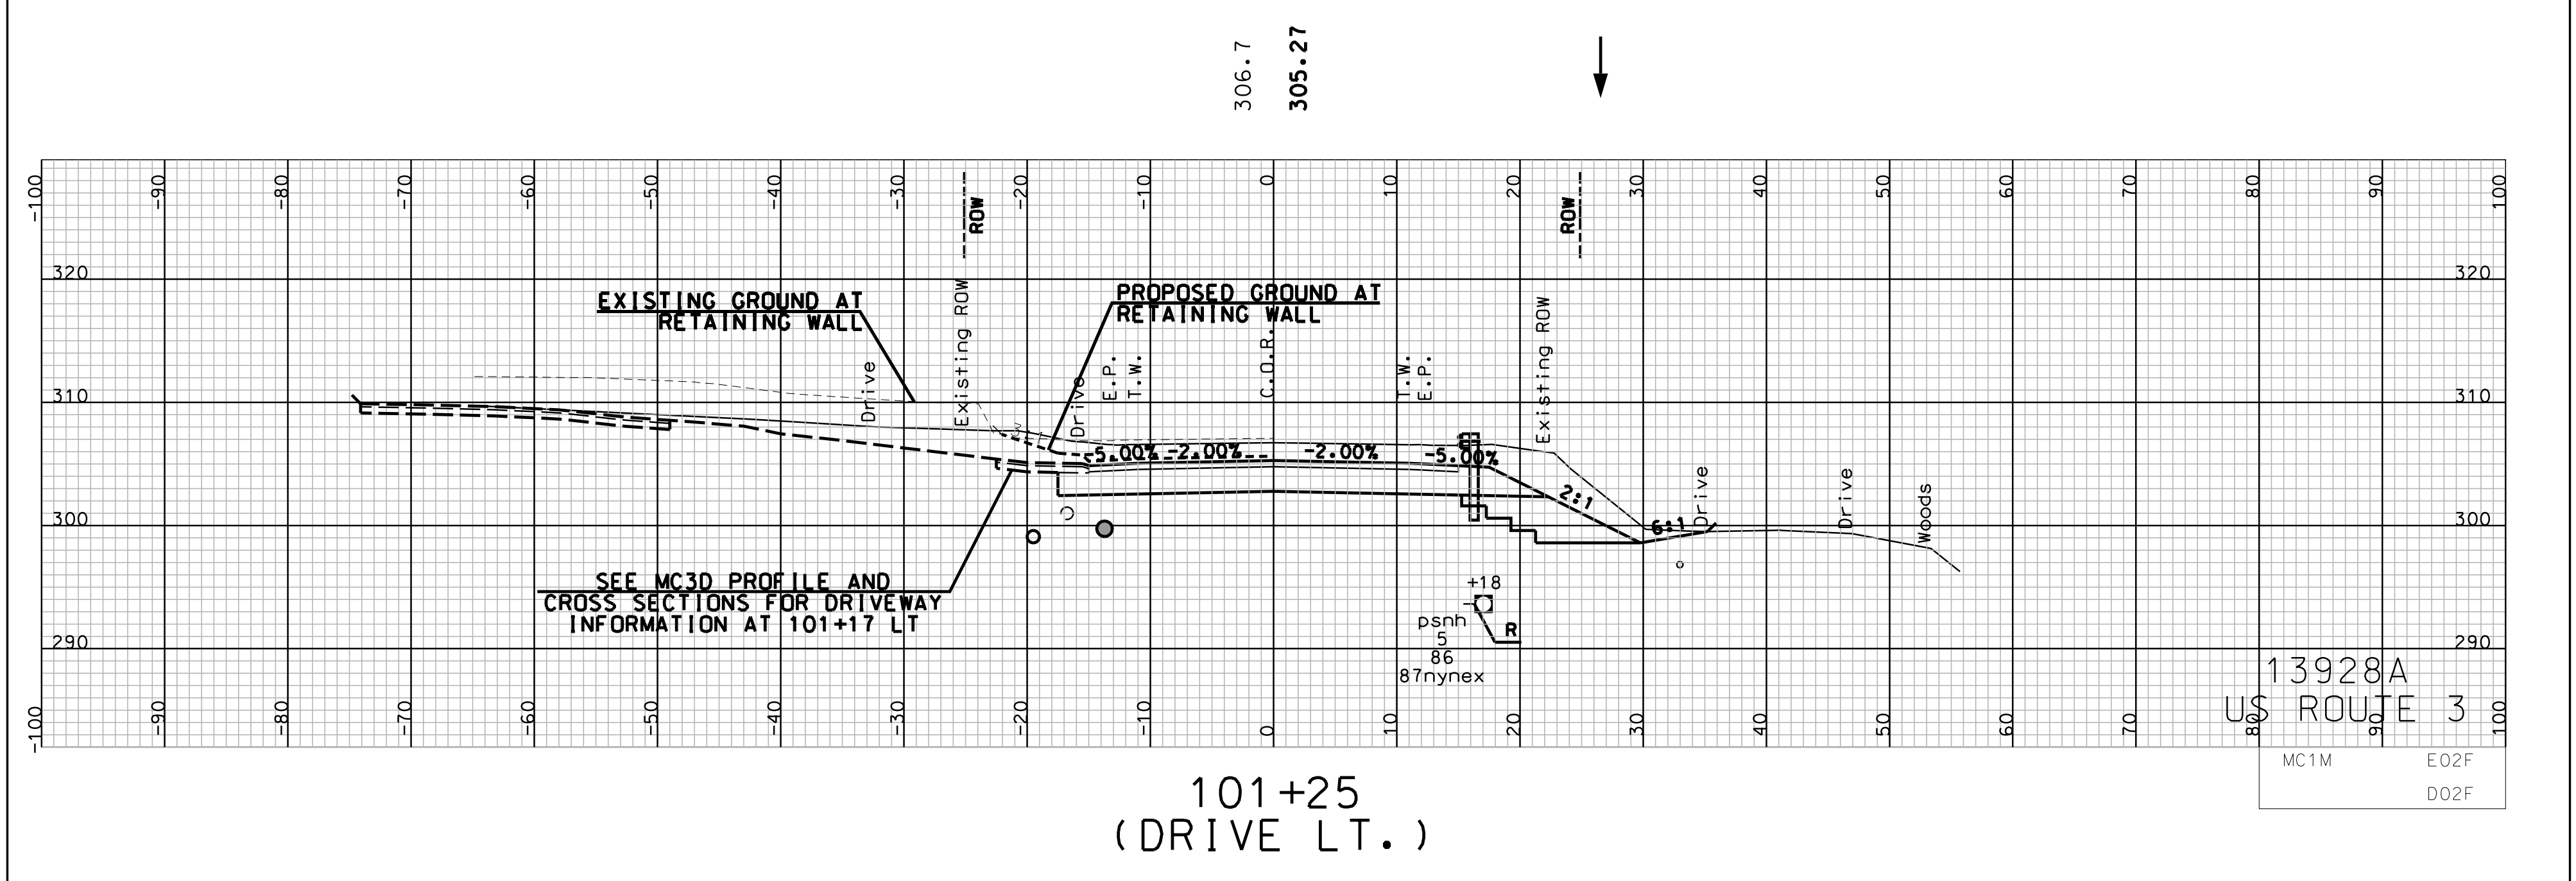 306.7
305.27
-100 -90 -80 -70 -60 -50 -40 -30 -20 -10 0 10 20 30 40 50 60 70 80 90 100
ROW
ROW
320
320
EXISTING GROUND AT
RETAINING WALL
PROPOSED GROUND AT
RETAINING WALL
Drive
Existing ROW
Drive
E.P.
T.W.
C.O.R.
T.W.
E.P.
Existing ROW
310
310
-5.00%
-2.00%
-2.00%
-5.00%
2:1
6:1
Drive
Drive
Woods
300
300
SEE MC3D PROFILE AND
CROSS SECTIONS FOR DRIVEWAY
INFORMATION AT 101+17 LT
+18
psnh
5
86
87nynex
R
290
290
13928A
US ROUTE 3
-100 -90 -80 -70 -60 -50 -40 -30 -20 -10 0 10 20 30 40 50 60 70 80 90 100
MC1M E02F
D02F
101+25
(DRIVE LT.)